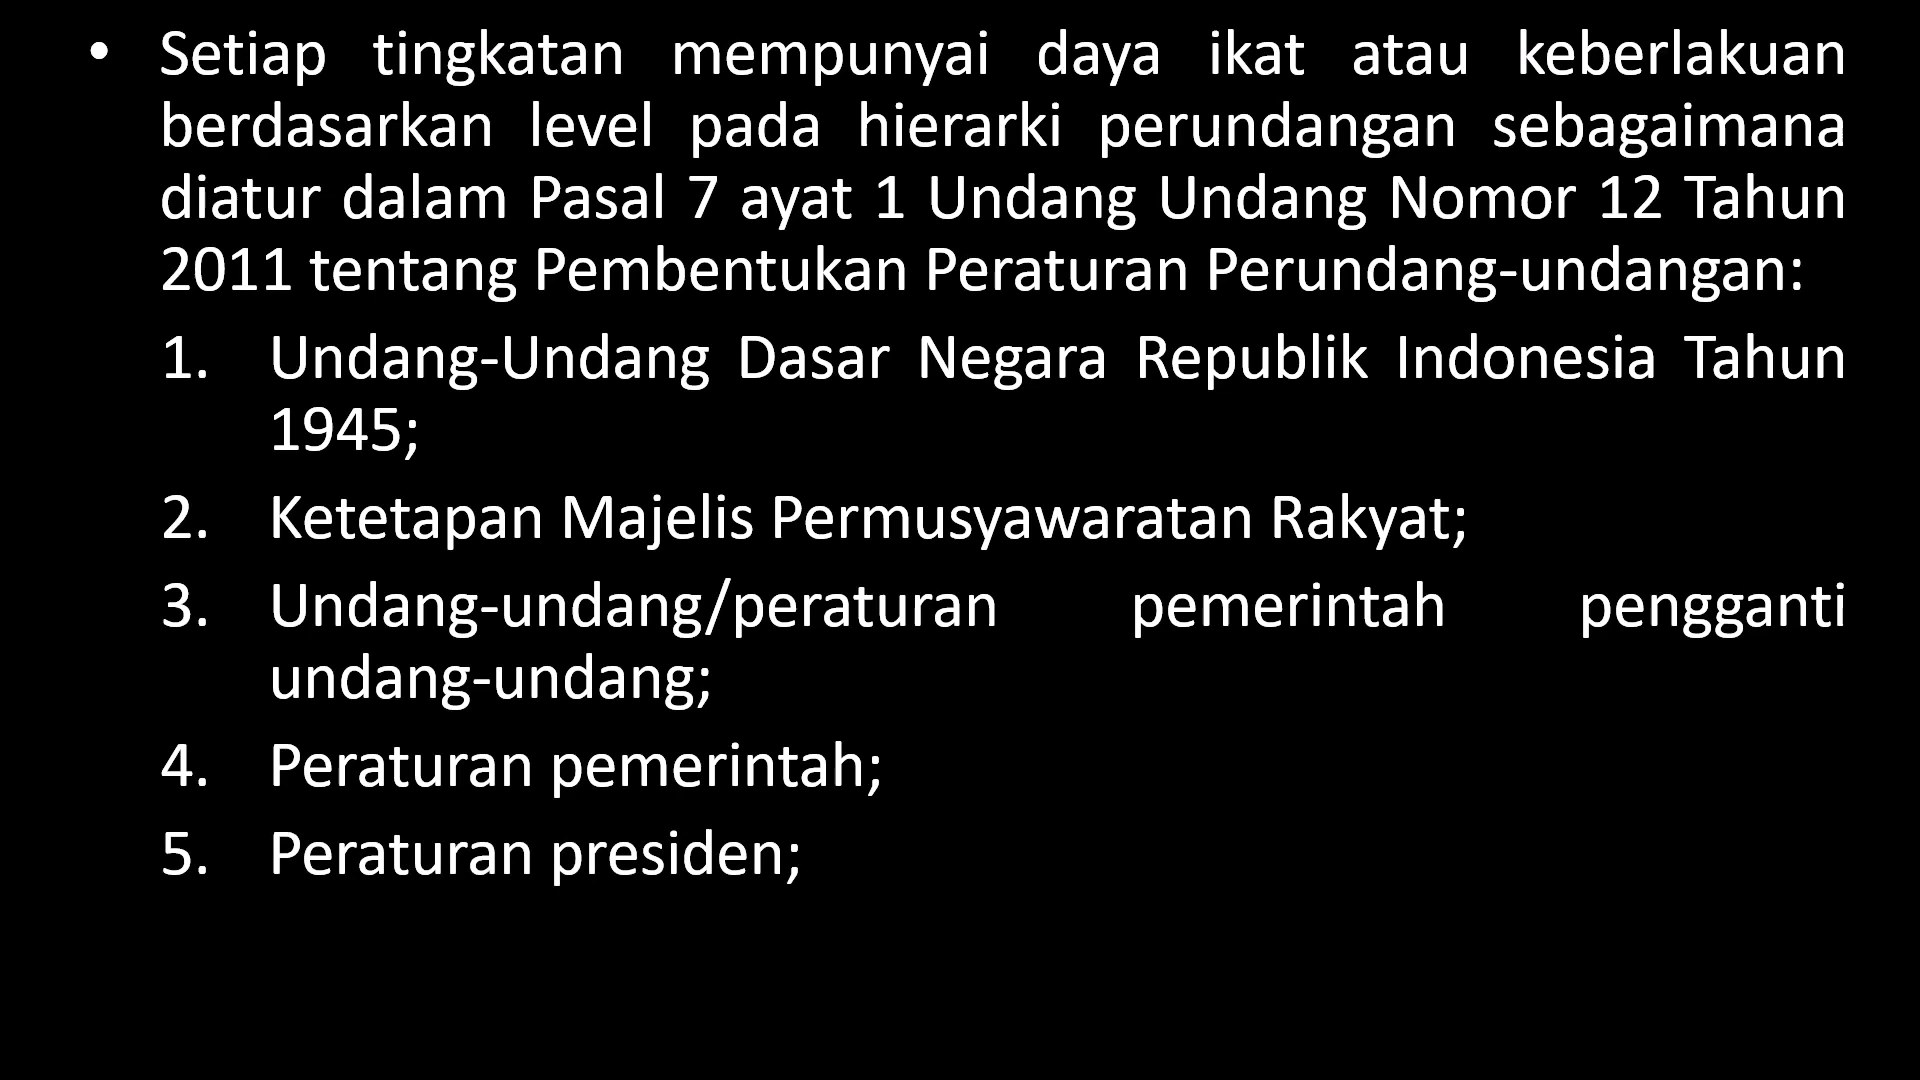 • Setiap tingkatan mempunyai daya ikat atau keberlakuan
berdasarkan level pada hierarki perundangan sebagaimana
diatur dalam Pasal 7 ayat 1 Undang Undang Nomor 12 Tahun
2011 tentang Pembentukan Peraturan Perundang-undangan:
1. Undang-Undang Dasar Negara Republik Indonesia Tahun
1945;
2. Ketetapan Majelis Permusyawaratan Rakyat;
3. Undang-undang/peraturan pemerintah pengganti
undang-undang;
4. Peraturan pemerintah;
5. Peraturan presiden;